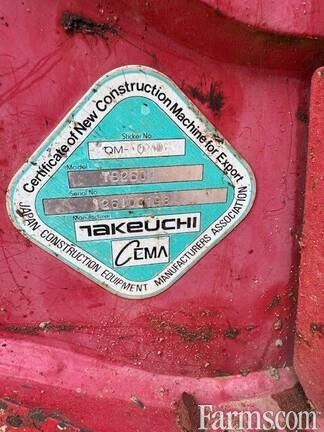 Certificate of New Construction Machine for Export
Sticker No.
QM-
Model
Serial No.
Manufacturer
TAKEUCHI
CEMA
JAPAN CONSTRUCTION EQUIPMENT MANUFACTURERS ASSOCIATION
Farms.com